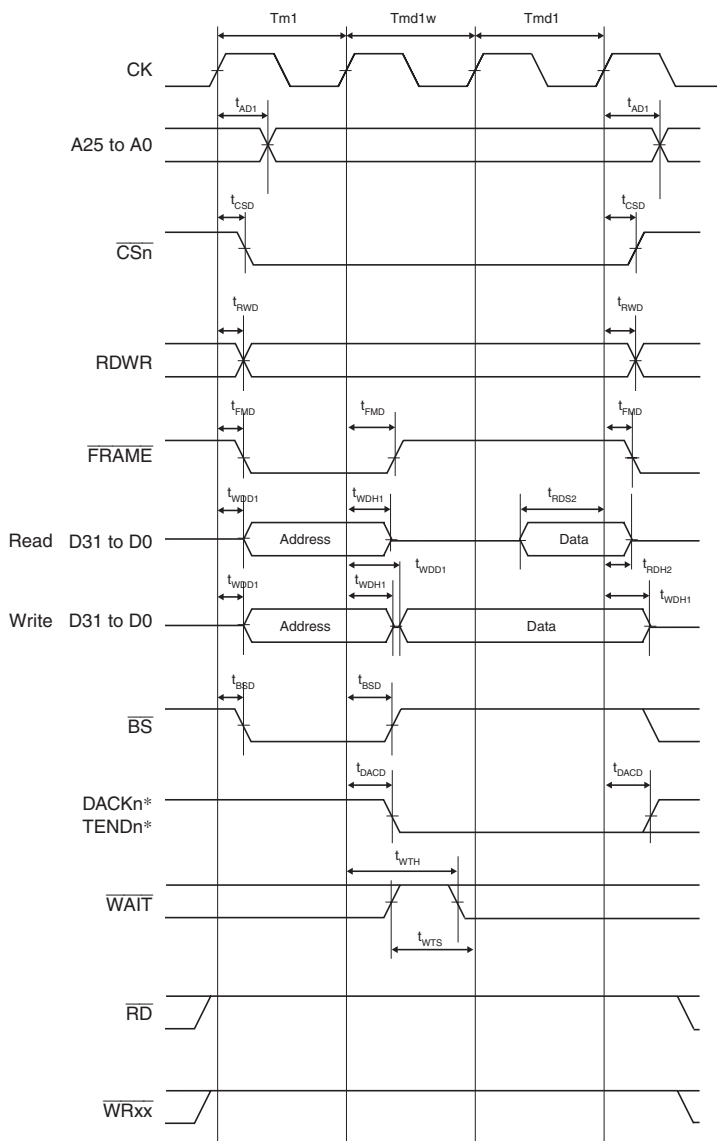 Tm1 Tmd1w Tmd1
CK
tAD1 tAD1
A25 to A0
tCSD tCSD
CSn
tRWD tRWD
RDWR
tFMD tFMD tFMD
FRAME
tWDD1 tWDH1 tRDS2
Read D31 to D0 Address Data
tWDD1 tRDH2
tWDD1 tWDH1 tWDH1
Write D31 to D0 Address Data
tBSD tBSD
BS
tDACD tDACD
DACKn*
TENDn*
tWTH
WAIT
tWTS
RD
WRxx